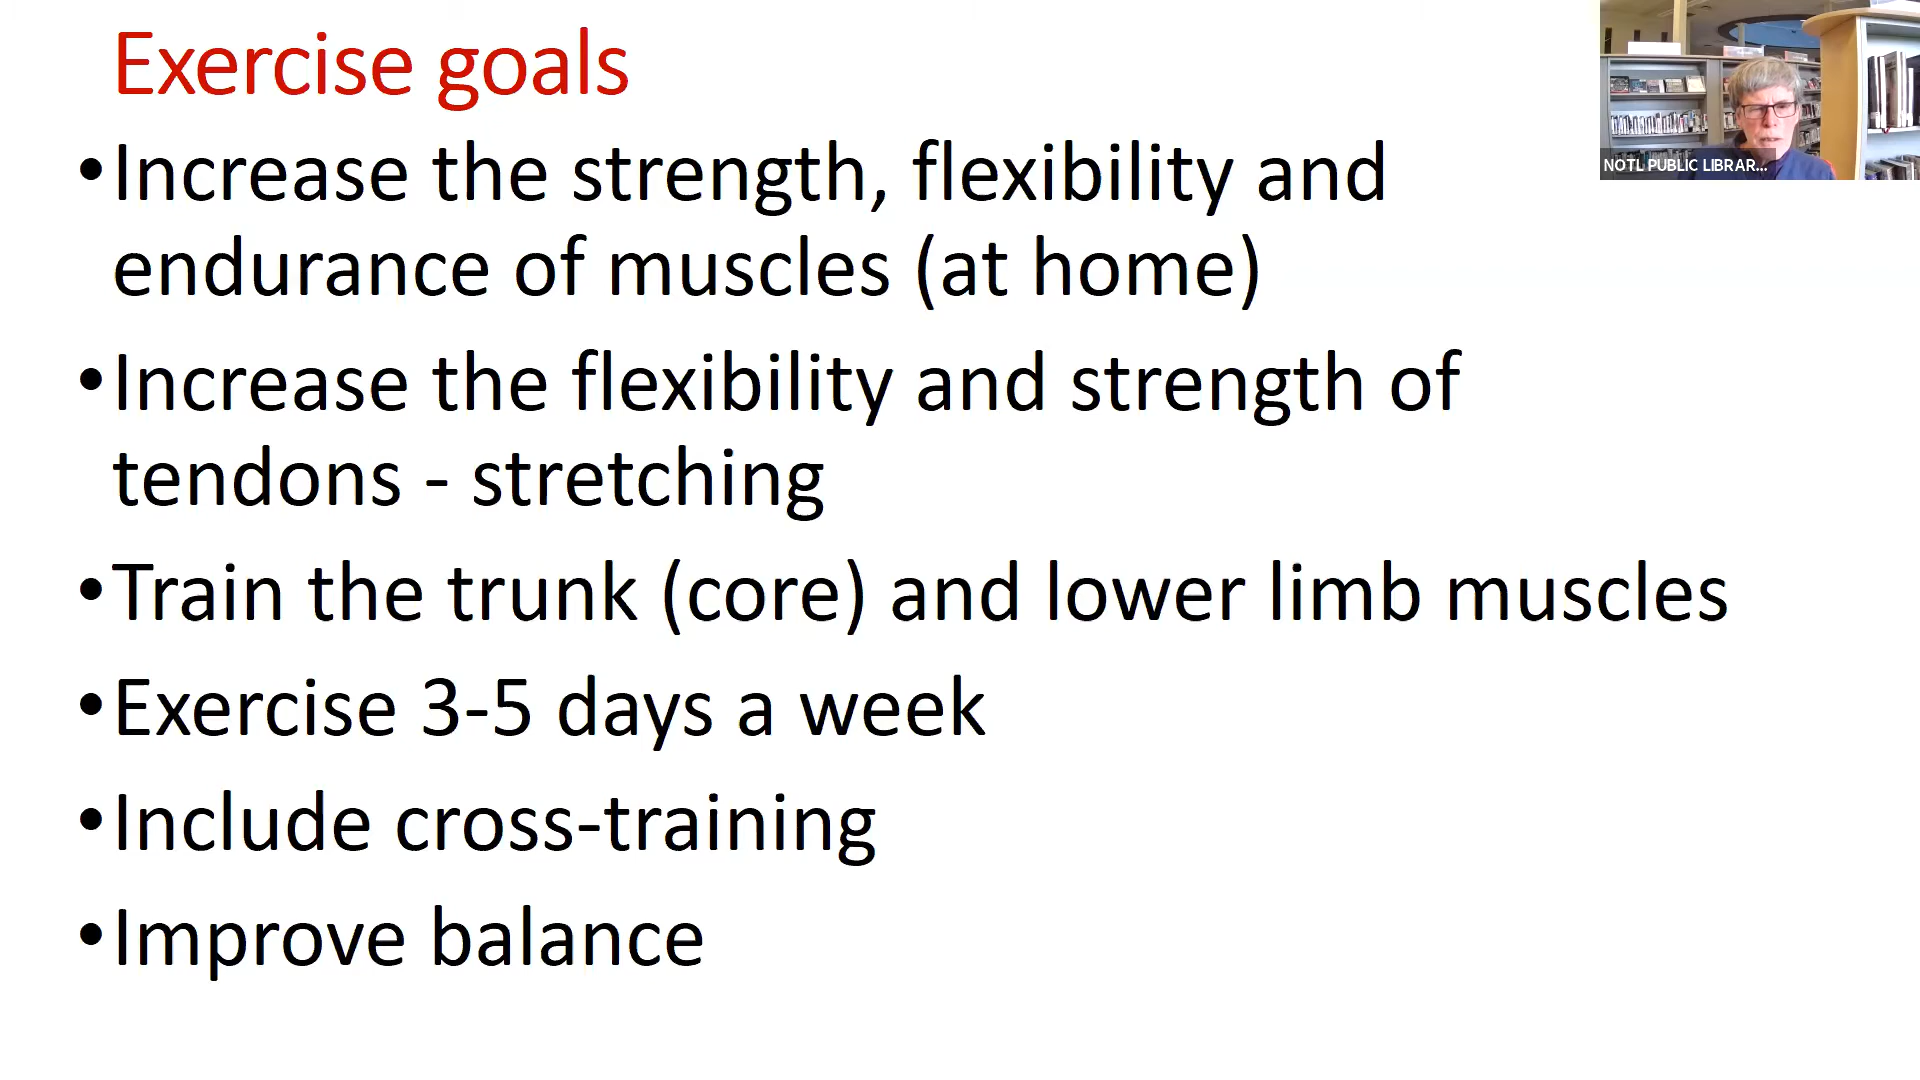 Exercise goals
•Increase the strength, flexibility and
endurance of muscles (at home)
•Increase the flexibility and strength of
tendons - stretching
•Train the trunk (core) and lower limb muscles
•Exercise 3-5 days a week
•Include cross-training
•Improve balance
NOTL PUBLIC LIBRAR...